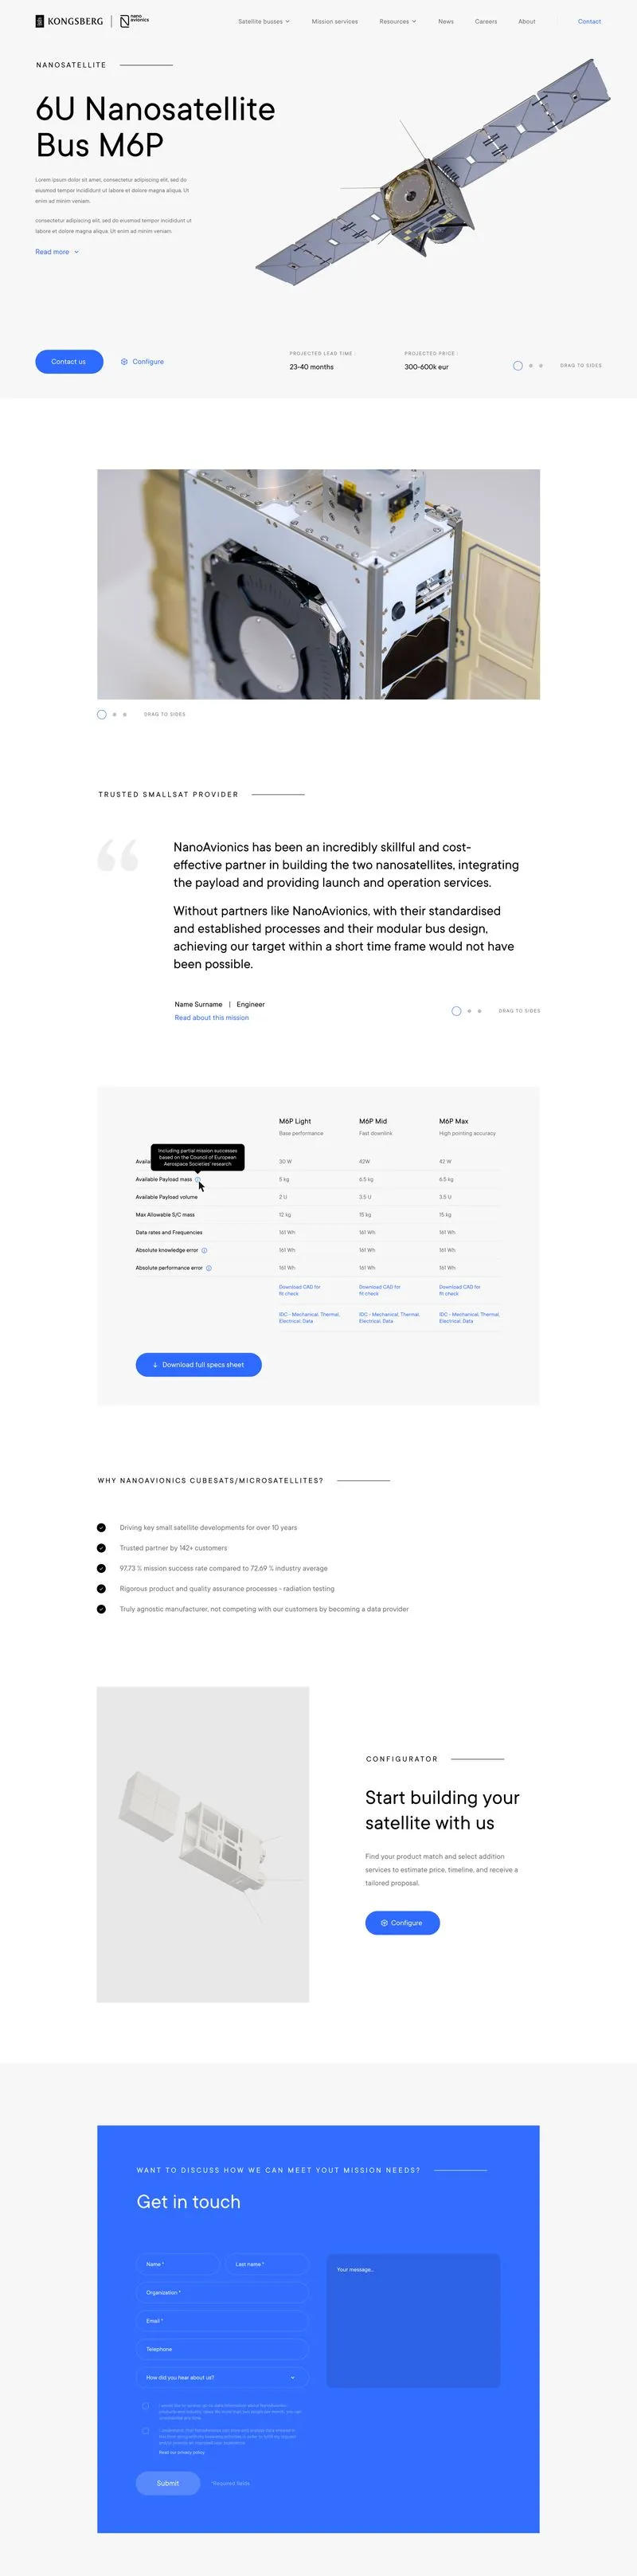 KONGSBERG
nano
avionics
Satellite busses
Mission services
Resources
News
Careers
About
Contact
NANOSATELLITE
6U Nanosatellite
Bus M6P
Lorem ipsum dolor sit amet, consectetur adipiscing elit, sed do
eiusmod tempor incididunt ut labore et dolore magna aliqua. Ut
enim ad minim veniam.
consectetur adipiscing elit, sed do eiusmod tempor incididunt ut
labore et dolore magna aliqua. Ut enim ad minim veniam.
Read more
Contact us
Configure
PROJECTED LEAD TIME :
23-40 months
PROJECTED PRICE :
300-600k eur
DRAG TO SIDES
DRAG TO SIDES
TRUSTED SMALLSAT PROVIDER
NanoAvionics has been an incredibly skillful and cost-
effective partner in building the two nanosatellites, integrating
the payload and providing launch and operation services.
Without partners like NanoAvionics, with their standardised
and established processes and their modular bus design,
achieving our target within a short time frame would not have
been possible.
Name Surname | Engineer
Read about this mission
DRAG TO SIDES
M6P Light
Base performance
M6P Mid
Fast downlink
M6P Max
High pointing accuracy
Including partial mission successes
based on the Council of European
Aerospace Societies' research
Availa 30 W 42W 42 W
Available Payload mass 5 kg 6.5 kg 6.5 kg
Available Payload volume 2 U 3.5 U 3.5 U
Max Allowable S/C mass 12 kg 15 kg 15 kg
Data rates and Frequencies 161 Wh 161 Wh 161 Wh
Absolute knowledge error 161 Wh 161 Wh 161 Wh
Absolute performance error 161 Wh 161 Wh 161 Wh
Download CAD for Download CAD for Download CAD for
fit check fit check fit check
IDC - Mechanical, Thermal, IDC - Mechanical, Thermal, IDC - Mechanical, Thermal,
Electrical, Data Electrical, Data Electrical, Data
Download full specs sheet
WHY NANOAVIONICS CUBESATS/MICROSATELLITES?
Driving key small satellite developments for over 10 years
Trusted partner by 142+ customers
97,73 % mission success rate compared to 72,69 % industry average
Rigorous product and quality assurance processes - radiation testing
Truly agnostic manufacturer, not competing with our customers by becoming a data provider
CONFIGURATOR
Start building your
satellite with us
Find your product match and select addition
services to estimate price, timeline, and receive a
tailored proposal.
Configure
WANT TO DISCUSS HOW WE CAN MEET YOUT MISSION NEEDS?
Get in touch
Name *
Last name *
Your message...
Organization *
Email *
Telephone
How did you hear about us?
Read our privacy policy
Submit
*Required fields